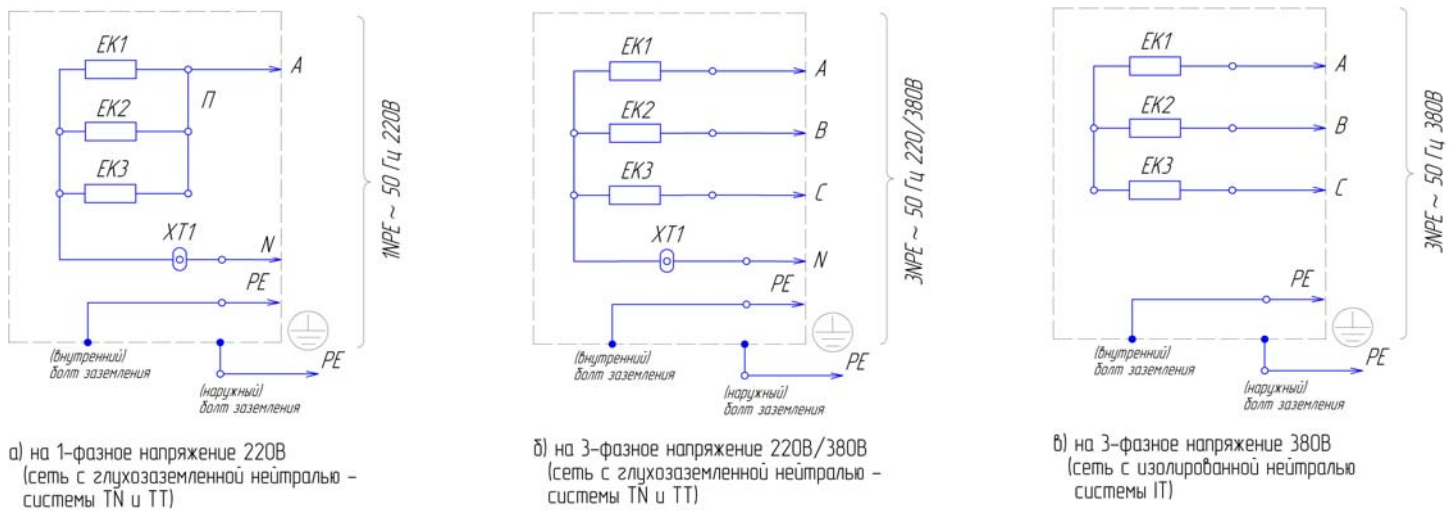 EK1
A
П
EK2
EK3
XT1
N
PE
(внутренний)
болт заземления
PE
(наружный)
болт заземления
1NPE ~ 50 Гц 220В
а) на 1-фазное напряжение 220В
(сеть с глухозаземленной нейтралью –
системы TN и TT)
EK1
A
EK2
B
EK3
C
XT1
N
PE
(внутренний)
болт заземления
PE
(наружный)
болт заземления
3NPE ~ 50 Гц 220/380В
б) на 3-фазное напряжение 220В/380В
(сеть с глухозаземленной нейтралью –
системы TN и TT)
EK1
A
EK2
B
EK3
C
PE
(внутренний)
болт заземления
PE
(наружный)
болт заземления
3NPE ~ 50 Гц 380В
в) на 3-фазное напряжение 380В
(сеть с изолированной нейтралью
системы IT)